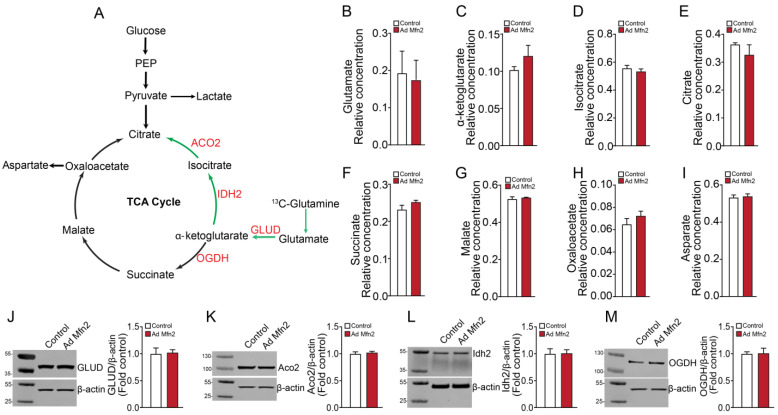 A
Glucose
PEP
Pyruvate
Lactate
Citrate
ACO2
Aspartate
Oxaloacetate
Isocitrate
TCA Cycle
IDH2
¹³C-Glutamine
Malate
α-ketoglutarate
GLUD
Glutamate
OGDH
Succinate
B
Control
Ad Mfn2
Glutamate
Relative concentration
0.3
0.2
0.1
0.0
C
Control
Ad Mfn2
α-ketoglutarate
Relative concentration
0.15
0.10
0.05
0.00
D
Control
Ad Mfn2
Isocitrate
Relative concentration
0.8
0.6
0.4
0.2
0.0
E
Control
Ad Mfn2
Citrate
Relative concentration
0.4
0.3
0.2
0.1
0.0
F
Control
Ad Mfn2
Succinate
Relative concentration
0.3
0.2
0.1
0.0
G
Control
Ad Mfn2
Malate
Relative concentration
0.8
0.6
0.4
0.2
0.0
H
Control
Ad Mfn2
Oxaloacetate
Relative concentration
0.10
0.08
0.06
0.04
0.02
0.00
I
Control
Ad Mfn2
Asparate
Relative concentration
0.8
0.6
0.4
0.2
0.0
J
Control
Ad Mfn2
55
35
55
35
GLUD
β-actin
Control
Ad Mfn2
GLUD/β-actin
(Fold control)
1.5
1.0
0.5
0.0
K
Control
Ad Mfn2
130
100
55
35
Aco2
β-actin
Control
Ad Mfn2
Aco2/β-actin
(Fold control)
1.5
1.0
0.5
0.0
L
Control
Ad Mfn2
55
35
55
35
Idh2
β-actin
Control
Ad Mfn2
Idh2/β-actin
(Fold control)
1.5
1.0
0.5
0.0
M
Control
Ad Mfn2
130
100
55
35
OGDH
β-actin
Control
Ad Mfn2
OGDH/β-actin
(Fold control)
1.5
1.0
0.5
0.0